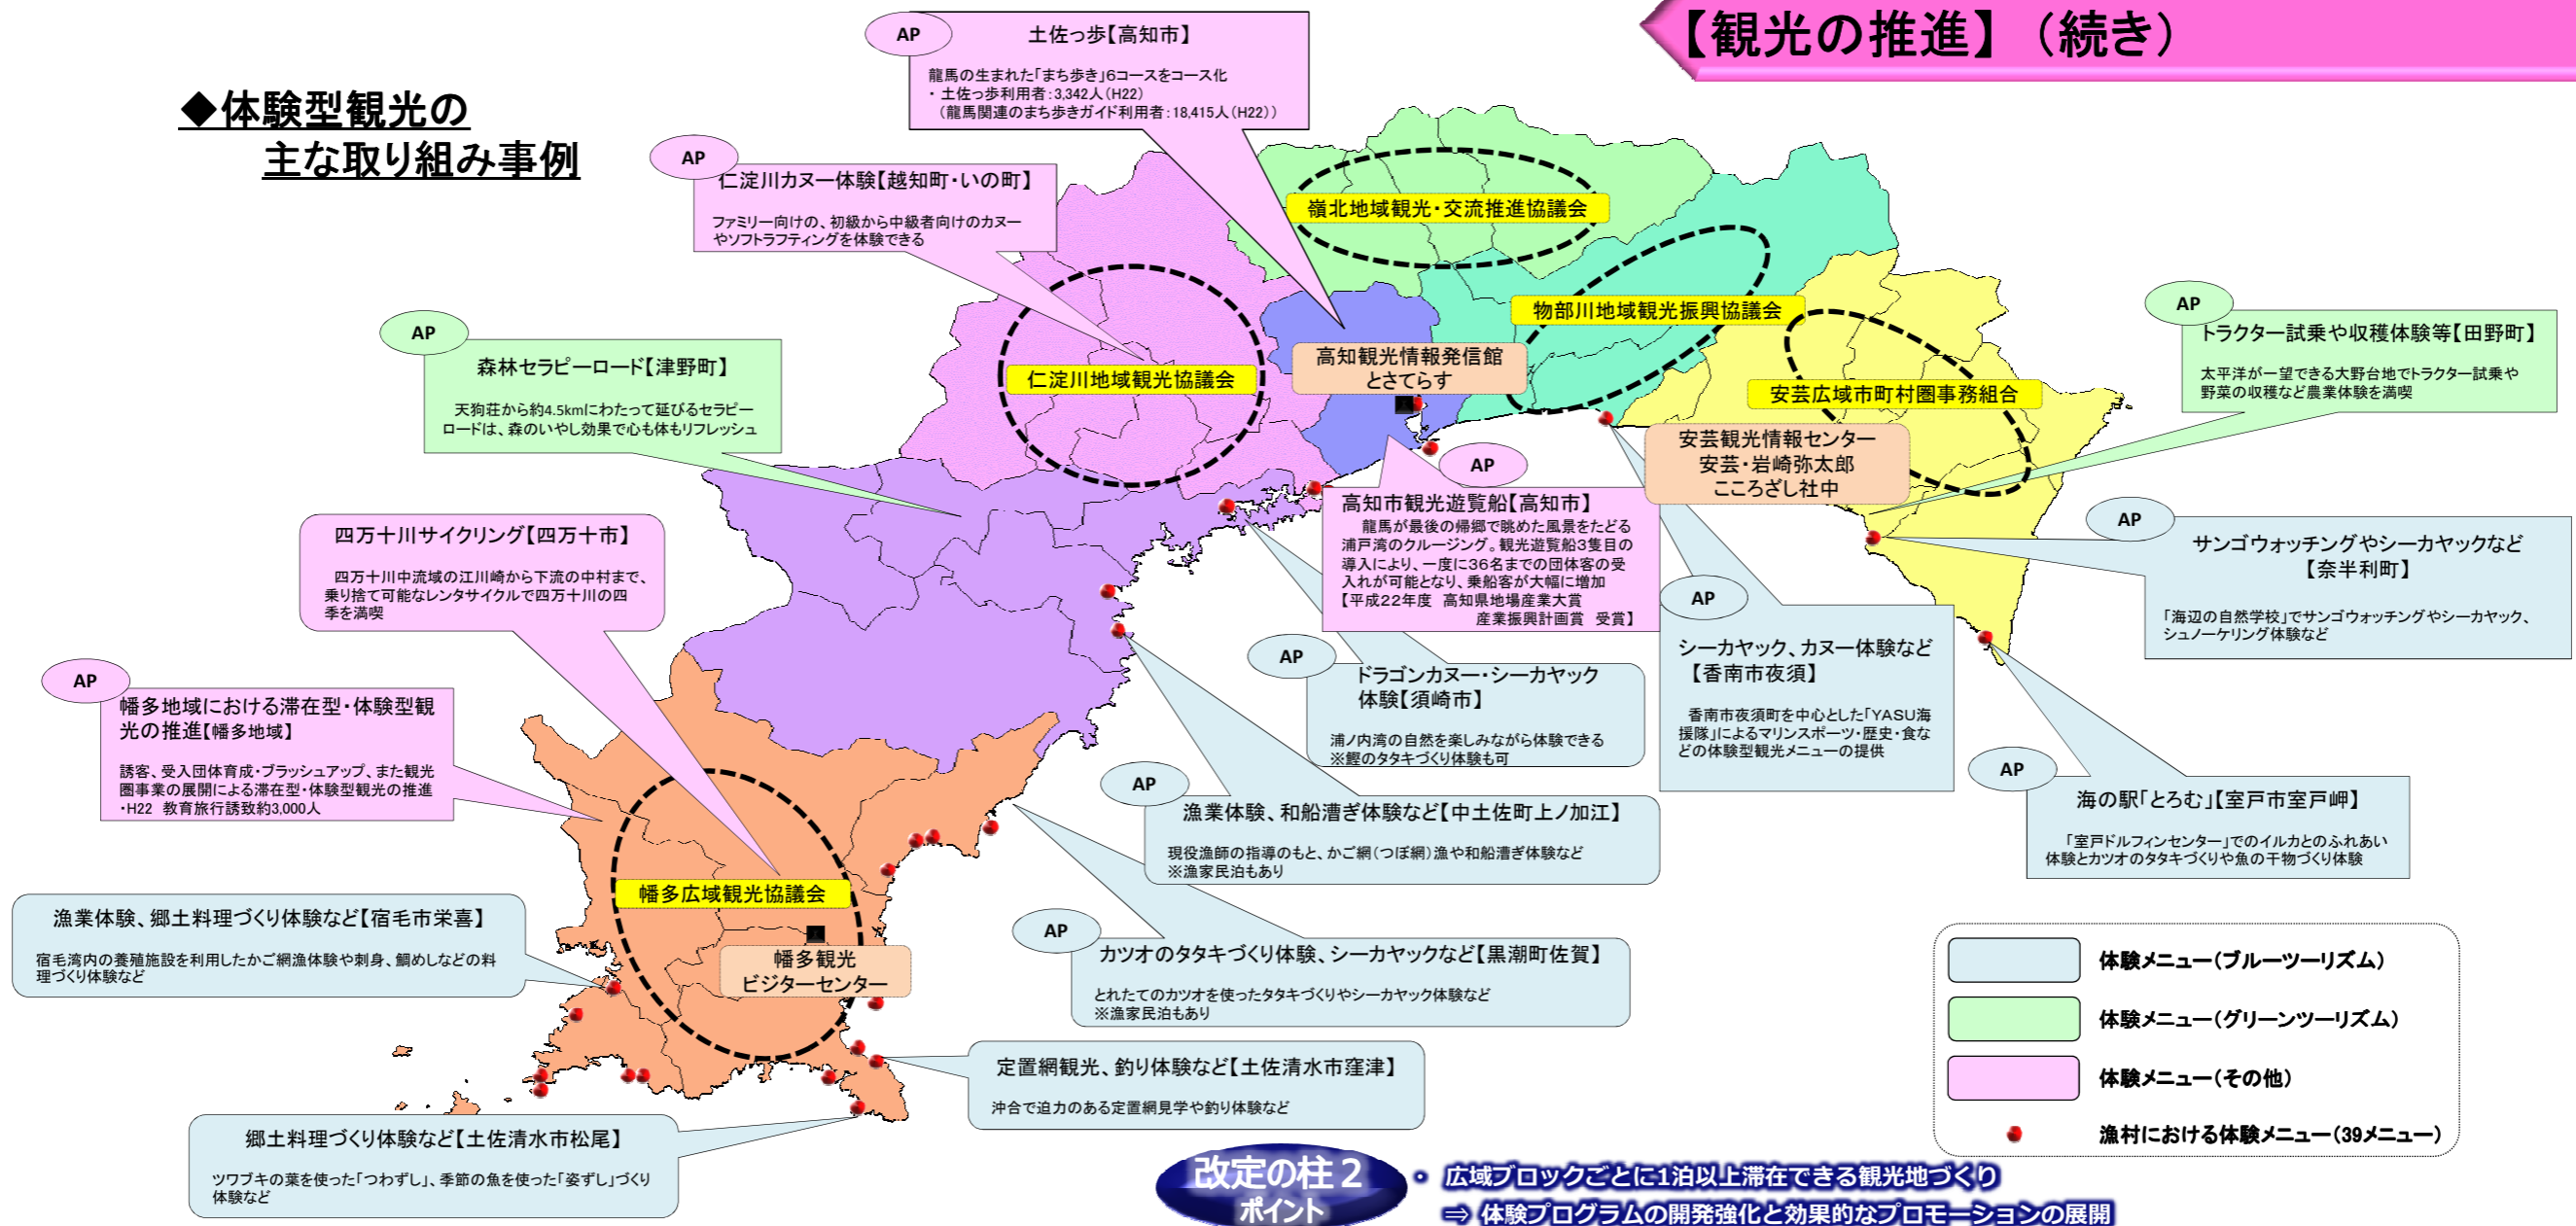 【観光の推進】（続き）
◆体験型観光の
主な取り組み事例
AP
土佐っ歩【高知市】
龍馬の生まれた「まち歩き」6コースをコース化
・土佐っ歩利用者：3,342人（H22）
（龍馬関連のまち歩きガイド利用者：18,415人（H22））
AP
仁淀川カヌー体験【越知町・いの町】
ファミリー向けの、初級から中級者向けのカヌー
やソフトラフティングを体験できる
AP
森林セラピーロード【津野町】
天狗荘から約4.5kmにわたって延びるセラピー
ロードは、森のいやし効果で心も体もリフレッシュ
四万十川サイクリング【四万十市】
四万十川中流域の江川崎から下流の中村まで、
乗り捨て可能なレンタサイクルで四万十川の四
季を満喫
AP
幡多地域における滞在型・体験型観
光の推進【幡多地域】
誘客、受入団体育成・ブラッシュアップ、また観光
圏事業の展開による滞在型・体験型観光の推進
・H22　教育旅行誘致約3,000人
漁業体験、郷土料理づくり体験など【宿毛市栄喜】
宿毛湾内の養殖施設を利用したかご網漁体験や刺身、鯛めしなどの料
理づくり体験など
郷土料理づくり体験など【土佐清水市松尾】
ツワブキの葉を使った「つわずし」、季節の魚を使った「姿ずし」づくり
体験など
嶺北地域観光・交流推進協議会
物部川地域観光振興協議会
仁淀川地域観光協議会
高知観光情報発信館
とさてらす
安芸広域市町村圏事務組合
安芸観光情報センター
安芸・岩崎弥太郎
こころざし社中
幡多広域観光協議会
幡多観光
ビジターセンター
AP
トラクター試乗や収穫体験等【田野町】
太平洋が一望できる大野台地でトラクター試乗や
野菜の収穫など農業体験を満喫
AP
高知市観光遊覧船【高知市】
龍馬が最後の帰郷で眺めた風景をたどる
浦戸湾のクルージング。観光遊覧船3隻目の
導入により、一度に36名までの団体客の受
入れが可能となり、乗船客が大幅に増加
【平成22年度　高知県地場産業大賞
産業振興計画賞　受賞】
AP
サンゴウォッチングやシーカヤックなど
【奈半利町】
「海辺の自然学校」でサンゴウォッチングやシーカヤック、
シュノーケリング体験など
AP
シーカヤック、カヌー体験など
【香南市夜須】
香南市夜須町を中心とした「YASU海
援隊」によるマリンスポーツ・歴史・食な
どの体験型観光メニューの提供
AP
ドラゴンカヌー・シーカヤック
体験【須崎市】
浦ノ内湾の自然を楽しみながら体験できる
※鰹のタタキづくり体験も可
AP
海の駅「とろむ」【室戸市室戸岬】
「室戸ドルフィンセンター」でのイルカとのふれあい
体験とカツオのタタキづくりや魚の干物づくり体験
AP
漁業体験、和船漕ぎ体験など【中土佐町上ノ加江】
現役漁師の指導のもと、かご網（つぼ網）漁や和船漕ぎ体験など
※漁家民泊もあり
AP
カツオのタタキづくり体験、シーカヤックなど【黒潮町佐賀】
とれたてのカツオを使ったタタキづくりやシーカヤック体験など
※漁家民泊もあり
定置網観光、釣り体験など【土佐清水市窪津】
沖合で迫力のある定置網見学や釣り体験など
体験メニュー（ブルーツーリズム）
体験メニュー（グリーンツーリズム）
体験メニュー（その他）
漁村における体験メニュー（39メニュー）
改定の柱２
ポイント
・ 広域ブロックごとに1泊以上滞在できる観光地づくり
⇒ 体験プログラムの開発強化と効果的なプロモーションの展開